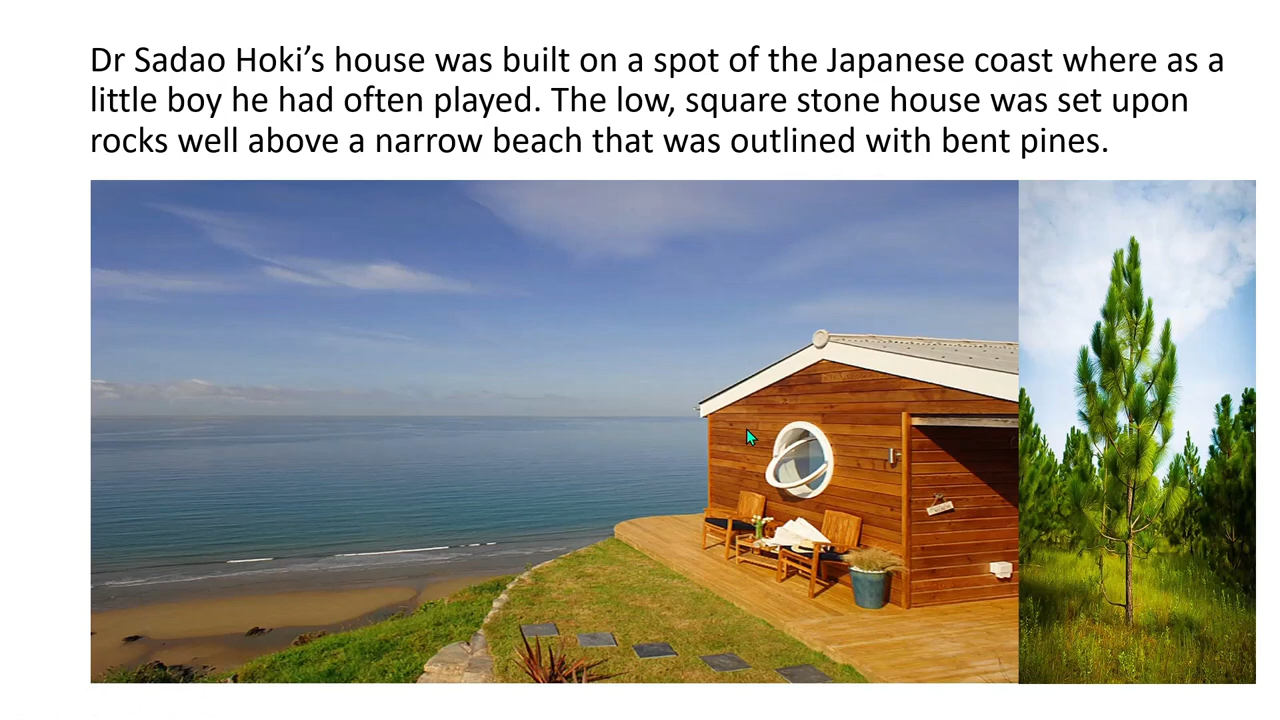 Dr Sadao Hoki’s house was built on a spot of the Japanese coast where as a
little boy he had often played. The low, square stone house was set upon
rocks well above a narrow beach that was outlined with bent pines.